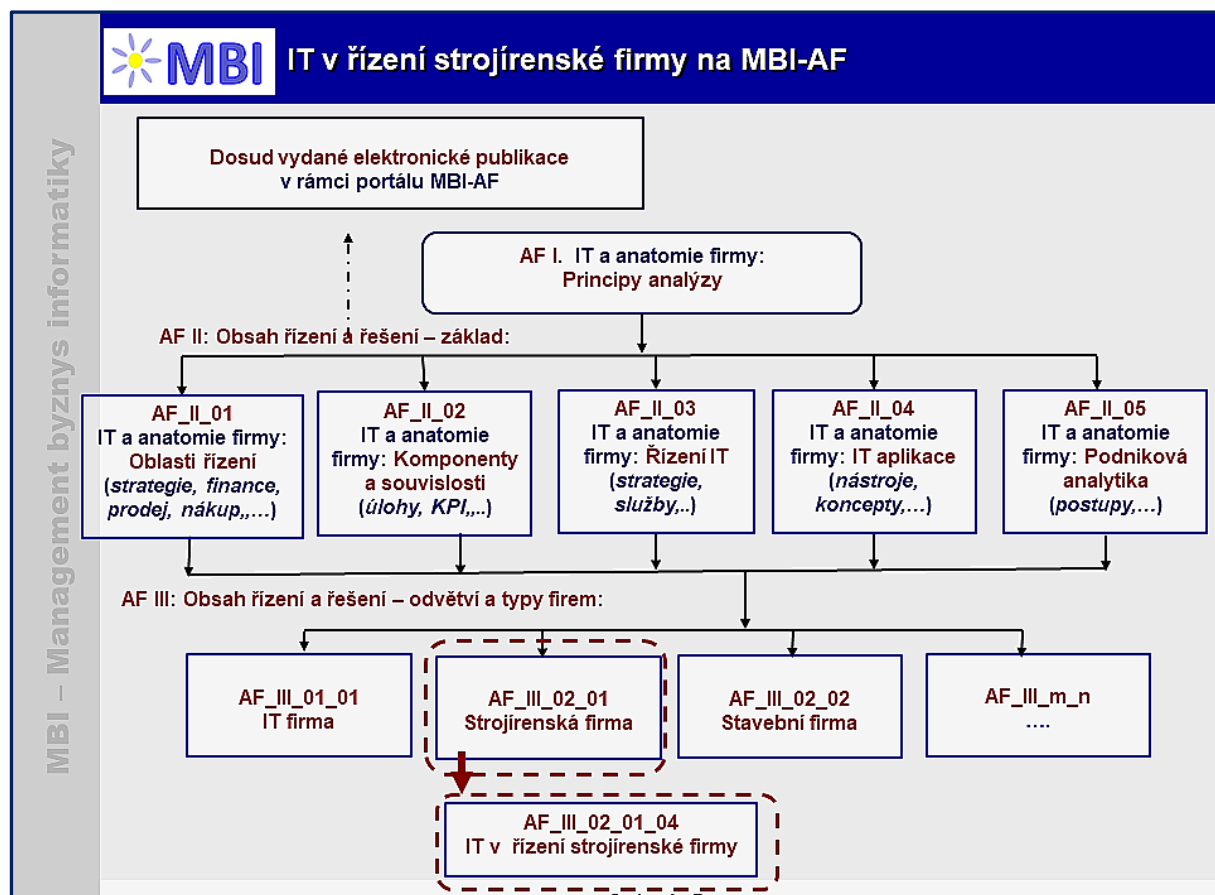 MBI
IT v řízení strojírenské firmy na MBI-AF
MBI – Management byznys informatiky
Dosud vydané elektronické publikace
v rámci portálu MBI-AF
AF I. IT a anatomie firmy:
Principy analýzy
AF II: Obsah řízení a řešení – základ:
AF_II_01
IT a anatomie firmy:
Oblasti řízení
(strategie, finance,
prodej, nákup,,…)
AF_II_02
IT a anatomie
firmy: Komponenty
a souvislosti
(úlohy, KPI,,..)
AF_II_03
IT a anatomie
firmy: Řízení IT
(strategie,
služby,..)
AF_II_04
IT a anatomie
firmy: IT aplikace
(nástroje,
koncepty,…)
AF_II_05
IT a anatomie
firmy: Podniková
analytika
(postupy,…)
AF III: Obsah řízení a řešení – odvětví a typy firem:
AF_III_01_01
IT firma
AF_III_02_01
Strojírenská firma
AF_III_02_02
Stavební firma
AF_III_m_n
….
AF_III_02_01_04
IT v řízení strojírenské firmy